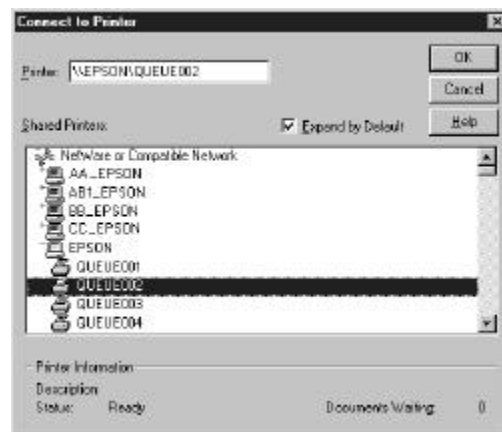 Connect to Printer
Printer: \\EPSON\QUEUE002
OK
Cancel
Help
Shared Printers:
Expand by Default
NetWare or Compatible Network
AA_EPSON
AB1_EPSON
BB_EPSON
CC_EPSON
EPSON
QUEUE001
QUEUE002
QUEUE003
QUEUE004
Printer Information
Description:
Status: Ready
Documents Waiting: 0